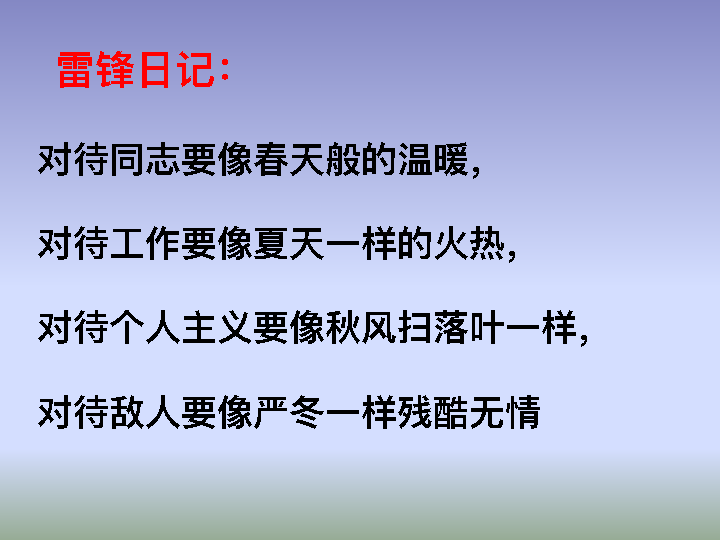 雷锋日记：
对待同志要像春天般的温暖，
对待工作要像夏天一样的火热，
对待个人主义要像秋风扫落叶一样，
对待敌人要像严冬一样残酷无情